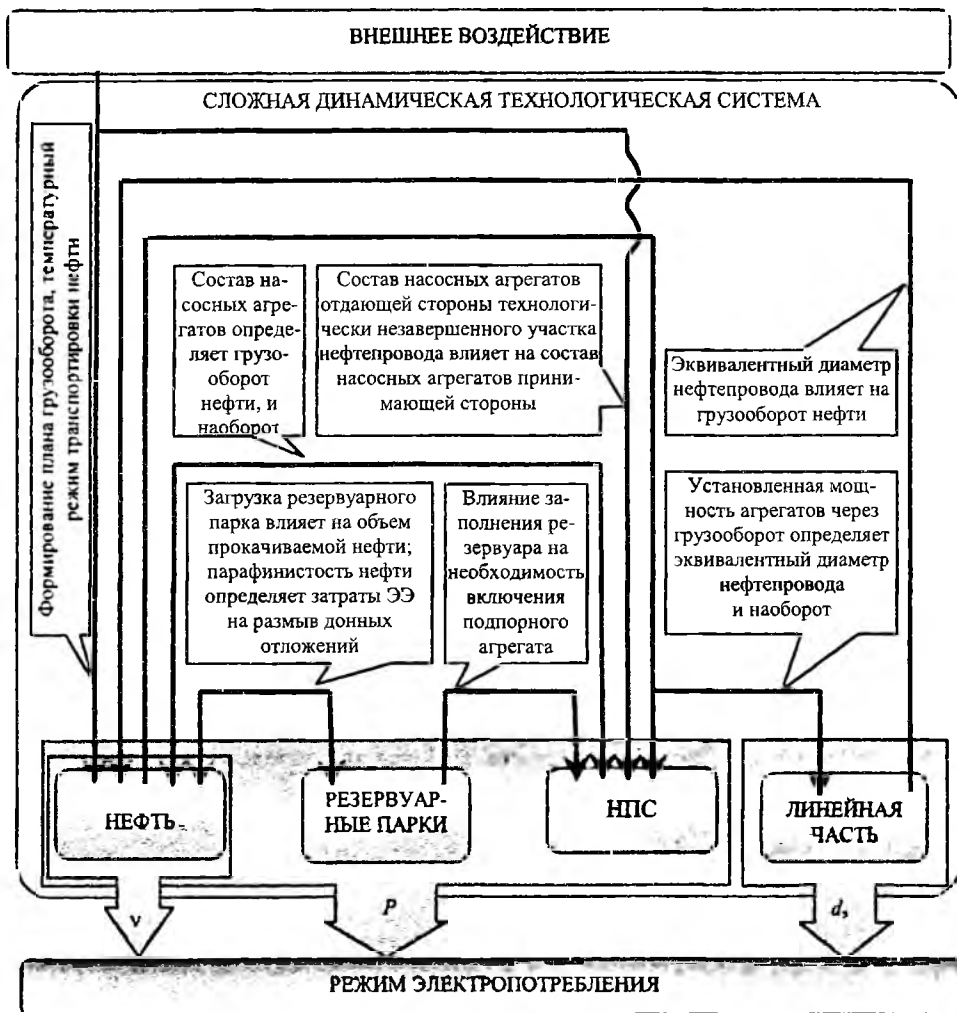 ВНЕШНЕЕ ВОЗДЕЙСТВИЕ
СЛОЖНАЯ ДИНАМИЧЕСКАЯ ТЕХНОЛОГИЧЕСКАЯ СИСТЕМА
Формирование плана грузооборота, температурный
режим транспортировки нефти
Состав на-
сосных агре-
гатов опреде-
ляет грузо-
оборот
нефти, и
наоборот
Состав насосных агрегатов
отдающей стороны технологи-
чески незавершенного участка
нефтепровода влияет на состав
насосных агрегатов прини-
мающей стороны
Эквивалентный диаметр
нефтепровода влияет на
грузооборот нефти
Загрузка резервуарного
парка влияет на объем
прокачиваемой нефти;
парафинистость нефти
определяет затраты ЭЭ
на размыв донных
отложений
Влияние за-
полнения ре-
зервуара на
необходимость
включения
подпорного
агрегата
Установленная мощ-
ность агрегатов через
грузооборот определяет
эквивалентный диаметр
нефтепровода
и наоборот
НЕФТЬ
РЕЗЕРВУАР-
НЫЕ ПАРКИ
НПС
ЛИНЕЙНАЯ
ЧАСТЬ
ν
P
dэ
РЕЖИМ ЭЛЕКТРОПОТРЕБЛЕНИЯ